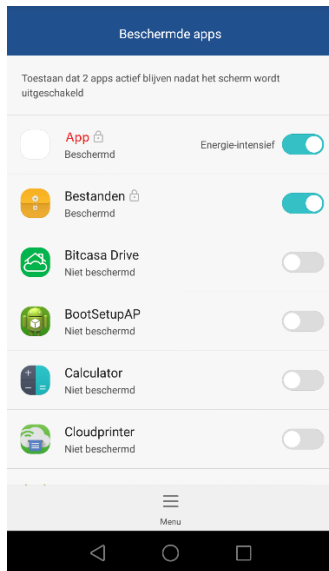 Beschermde apps
Toestaan dat 2 apps actief blijven nadat het scherm wordt
uitgeschakeld
App
Energie-intensief
Beschermd
Bestanden
Beschermd
Bitcasa Drive
Niet beschermd
BootSetupAP
Niet beschermd
Calculator
Niet beschermd
Cloudprinter
Niet beschermd
Menu